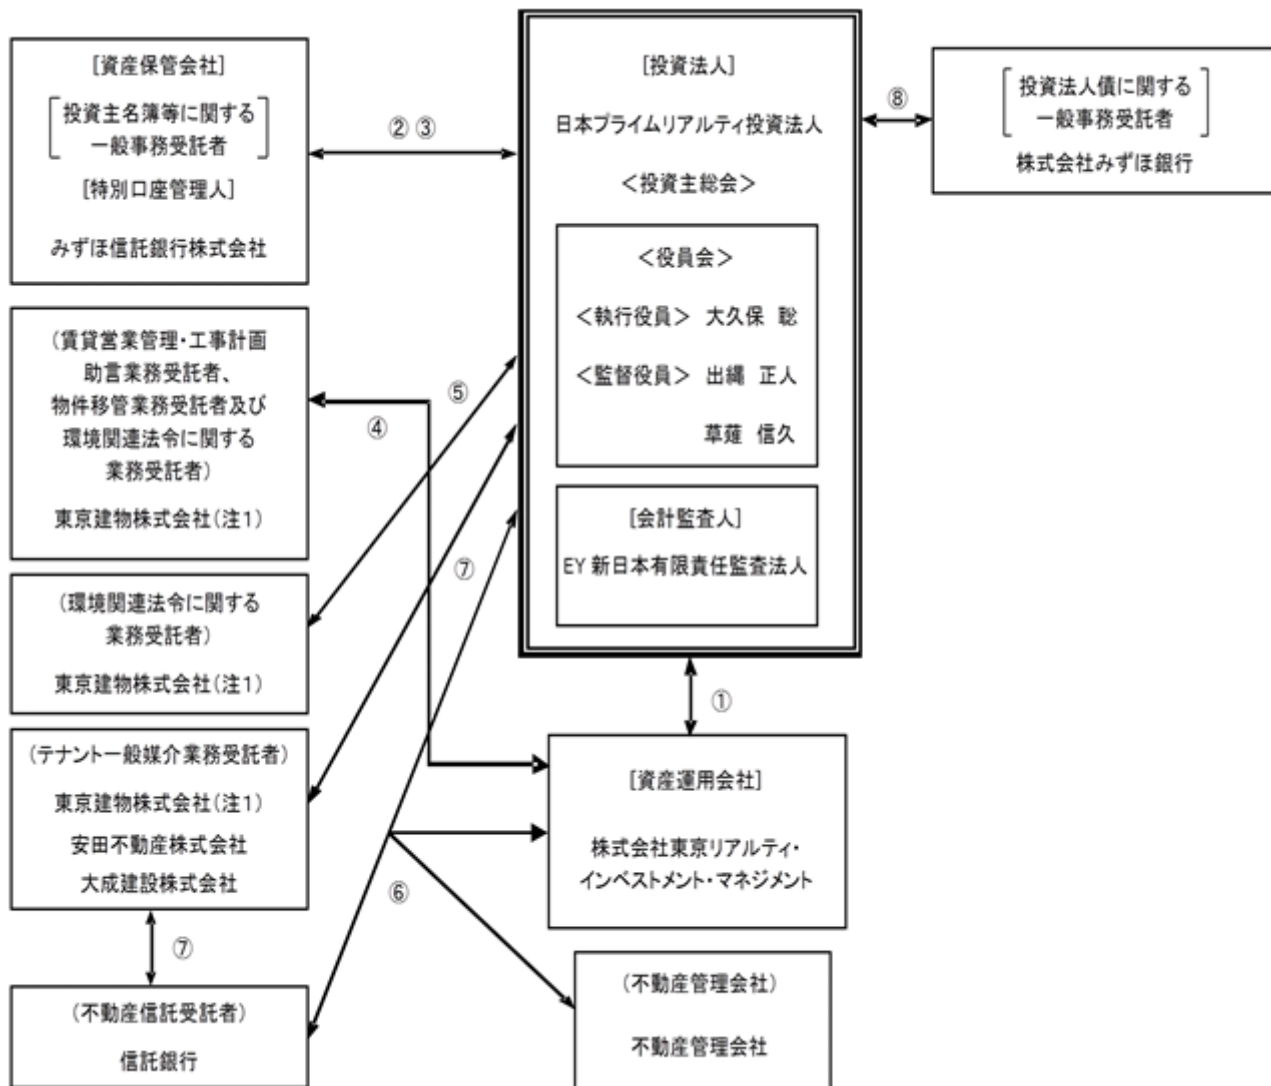 [資産保管会社]
投資主名簿等に関する
一般事務受託者
[特別口座管理人]
みずほ信託銀行株式会社
②③
[投資法人]
日本プライムリアルティ投資法人
＜投資主総会＞
＜役員会＞
＜執行役員＞ 大久保 聡
＜監督役員＞ 出縄 正人
草薙 信久
[会計監査人]
EY 新日本有限責任監査法人
⑧
投資法人債に関する
一般事務受託者
株式会社みずほ銀行
(賃貸営業管理・工事計画
助言業務受託者、
物件移管業務受託者及び
環境関連法令に関する
業務受託者)
東京建物株式会社(注1)
④
⑤
(環境関連法令に関する
業務受託者)
東京建物株式会社(注1)
⑦
①
(テナント一般媒介業務受託者)
東京建物株式会社(注1)
安田不動産株式会社
大成建設株式会社
⑥
[資産運用会社]
株式会社東京リアルティ・
インベストメント・マネジメント
⑦
(不動産信託受託者)
信託銀行
(不動産管理会社)
不動産管理会社